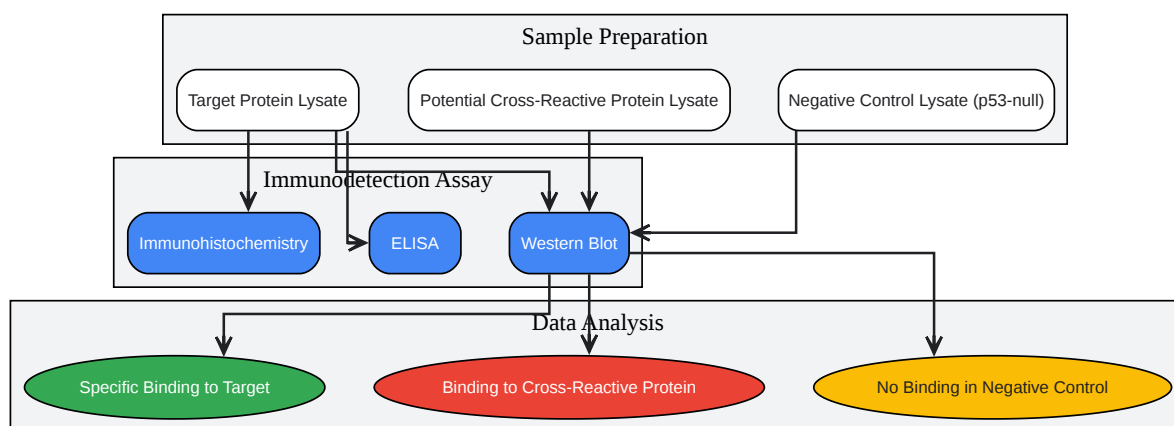 Sample Preparation
Target Protein Lysate
Potential Cross-Reactive Protein Lysate
Negative Control Lysate (p53-null)
Immunodetection Assay
Immunohistochemistry
ELISA
Western Blot
Data Analysis
Specific Binding to Target
Binding to Cross-Reactive Protein
No Binding in Negative Control